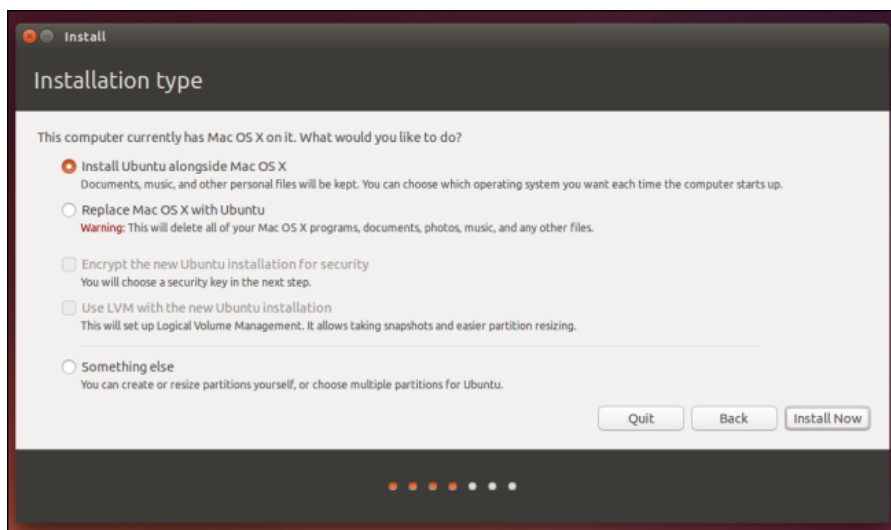 Install
Installation type
This computer currently has Mac OS X on it. What would you like to do?
Install Ubuntu alongside Mac OS X
Documents, music, and other personal files will be kept. You can choose which operating system you want each time the computer starts up.
Replace Mac OS X with Ubuntu
Warning: This will delete all of your Mac OS X programs, documents, photos, music, and any other files.
Encrypt the new Ubuntu installation for security
You will choose a security key in the next step.
Use LVM with the new Ubuntu installation
This will set up Logical Volume Management. It allows taking snapshots and easier partition resizing.
Something else
You can create or resize partitions yourself, or choose multiple partitions for Ubuntu.
Quit Back Install Now